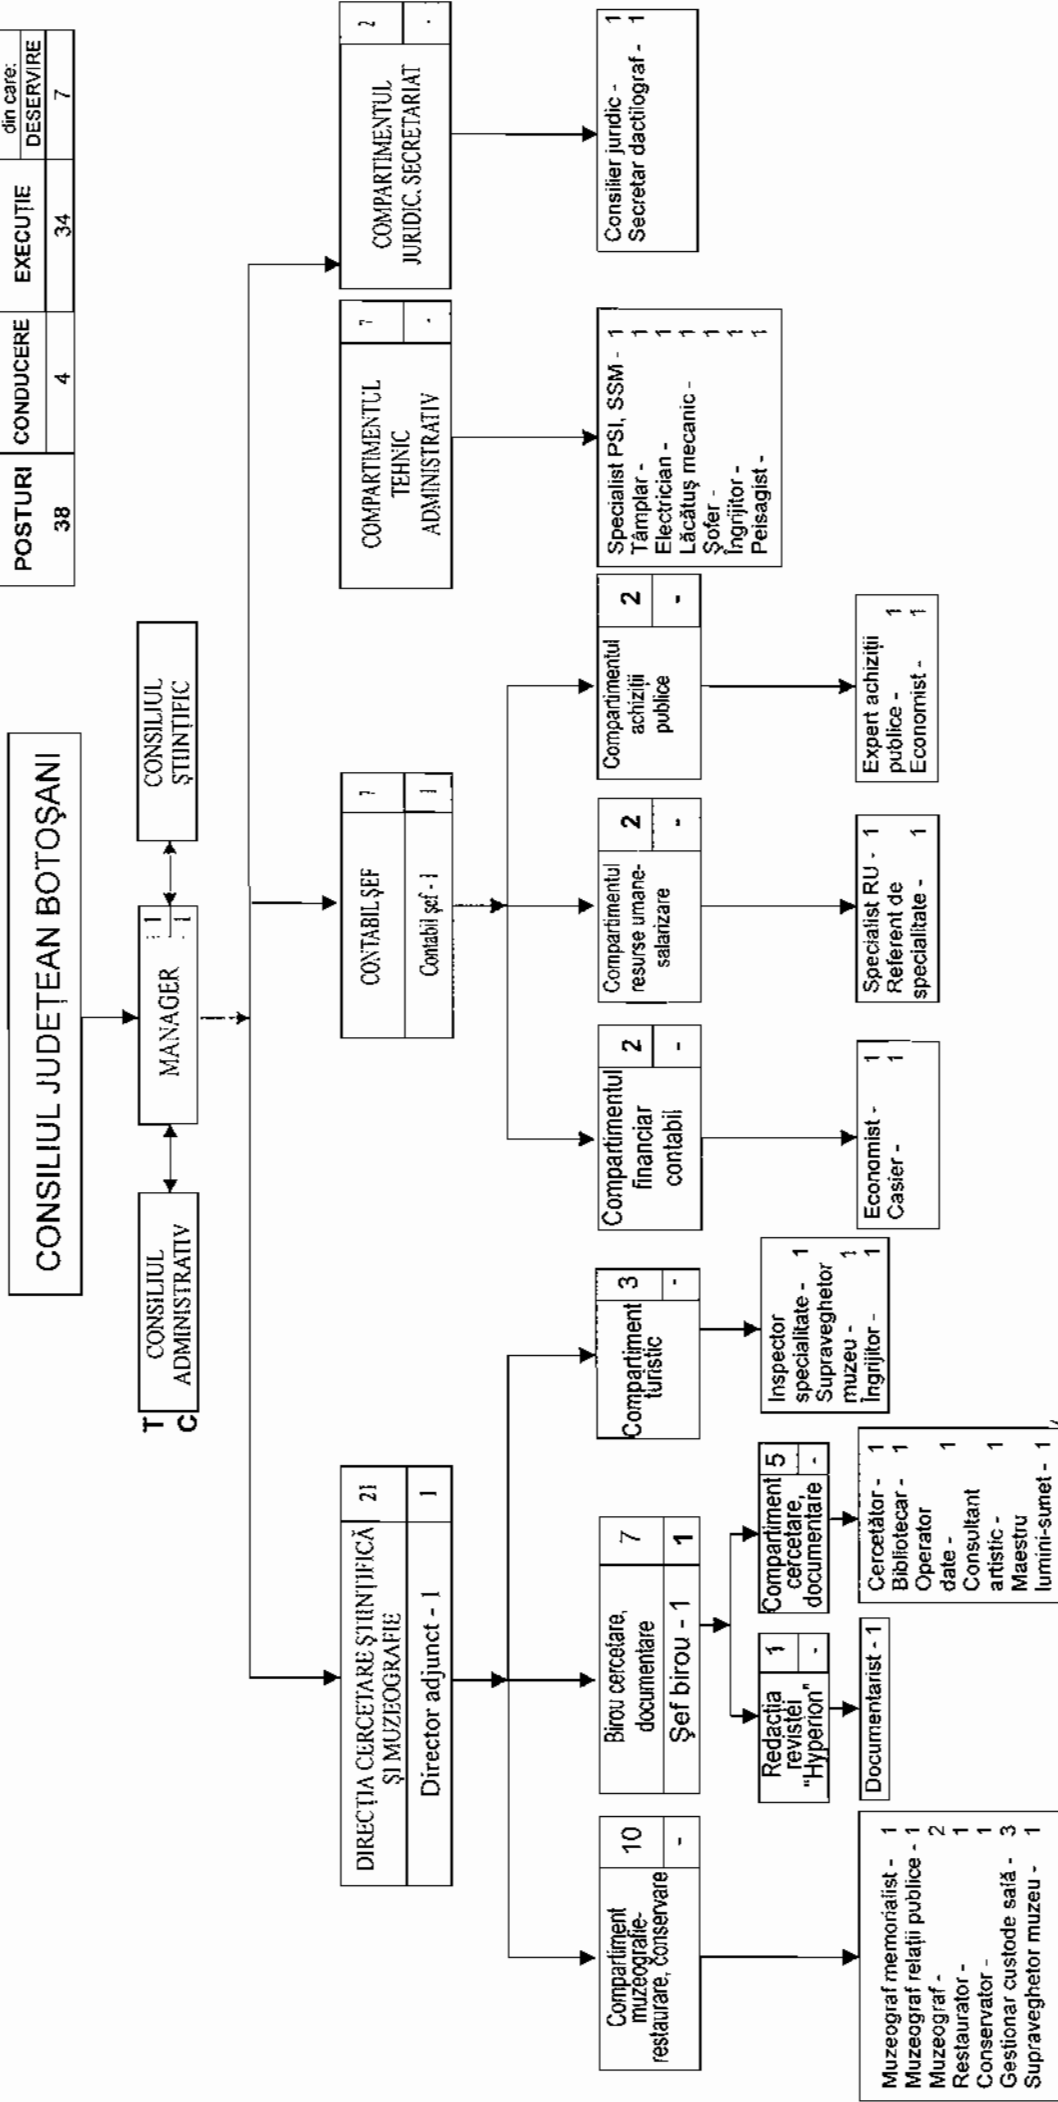 din care:
POSTURI CONDUCERE EXECUȚIE DESERVIRE
38 4 34 7
CONSILIUL JUDEȚEAN BOTOȘANI
T
C
CONSILIUL
ADMINISTRATIV
MANAGER
1
1
CONSILIUL
ȘTIINȚIFIC
DIRECȚIA CERCETARE ȘTIINȚIFICĂ
ȘI MUZEOGRAFIE
21
Director adjunct - 1
1
CONTABIL ȘEF
7
Contabil șef - 1
1
COMPARTIMENTUL
TEHNIC
ADMINISTRATIV
7
-
COMPARTIMENTUL
JURIDIC, SECRETARIAT
2
-
Compartiment
muzeografie-
restaurare, conservare
10
-
Birou cercetare,
documentare
7
Șef birou - 1
1
Compartiment
turistic
3
-
Compartimentul
financiar
contabil
2
-
Compartimentul
resurse umane-
salarizare
2
-
Compartimentul
achiziții
publice
2
-
Specialist PSI, SSM - 1
Tâmplar - 1
Electrician - 1
Lăcătuș mecanic - 1
Șofer - 1
Îngrijitor - 1
Peisagist - 1
Consilier juridic - 1
Secretar dactilograf - 1
Redacția
revistei
"Hyperion"
1
-
Compartiment
cercetare,
documentare
5
-
Inspector
specialitate - 1
Supraveghetor
muzeu - 1
Îngrijitor - 1
Muzeograf memorialist - 1
Muzeograf relații publice - 1
Muzeograf - 2
Restaurator - 1
Conservator - 1
Gestionar custode sală - 3
Supraveghetor muzeu - 1
Documentarist - 1
Cercetător - 1
Bibliotecar - 1
Operator
date - 1
Consultant
artistic - 1
Maestru
lumini-sunet - 1
Economist - 1
Casier - 1
Specialist RU - 1
Referent de
specialitate - 1
Expert achiziții
publice - 1
Economist - 1